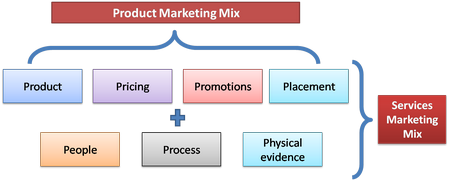 Product Marketing Mix
Product
Pricing
Promotions
Placement
Services
Marketing
Mix
People
Process
Physical
evidence